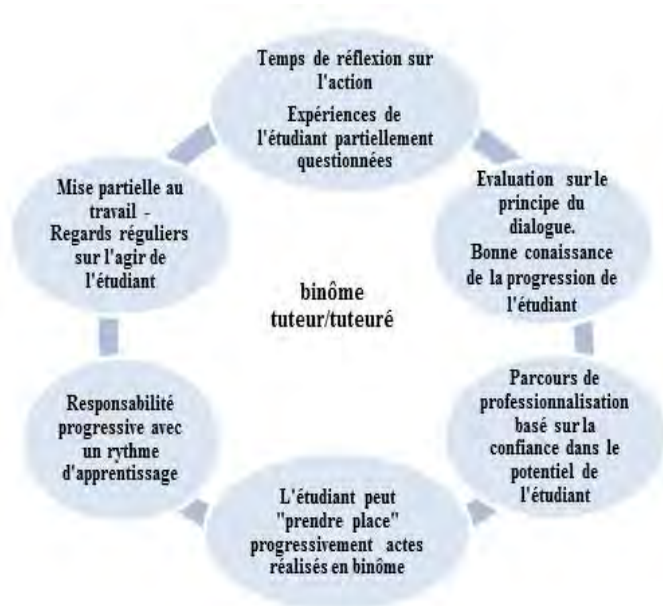 Temps de réflexion sur
l'action
Expériences de
l'étudiant partiellement
questionnées
Evaluation sur le
principe du
dialogue.
Bonne conaissance
de la progression de
l'étudiant
Parcours de
professionnalisation
basé sur la
confiance dans le
potentiel de
l'étudiant
L'étudiant peut
"prendre place"
progressivement actes
réalisés en binôme
Responsabilité
progressive avec
un rythme
d'apprentissage
Mise partielle au
travail -
Regards réguliers
sur l'agir de
l'étudiant
binôme
tuteur/tuteuré